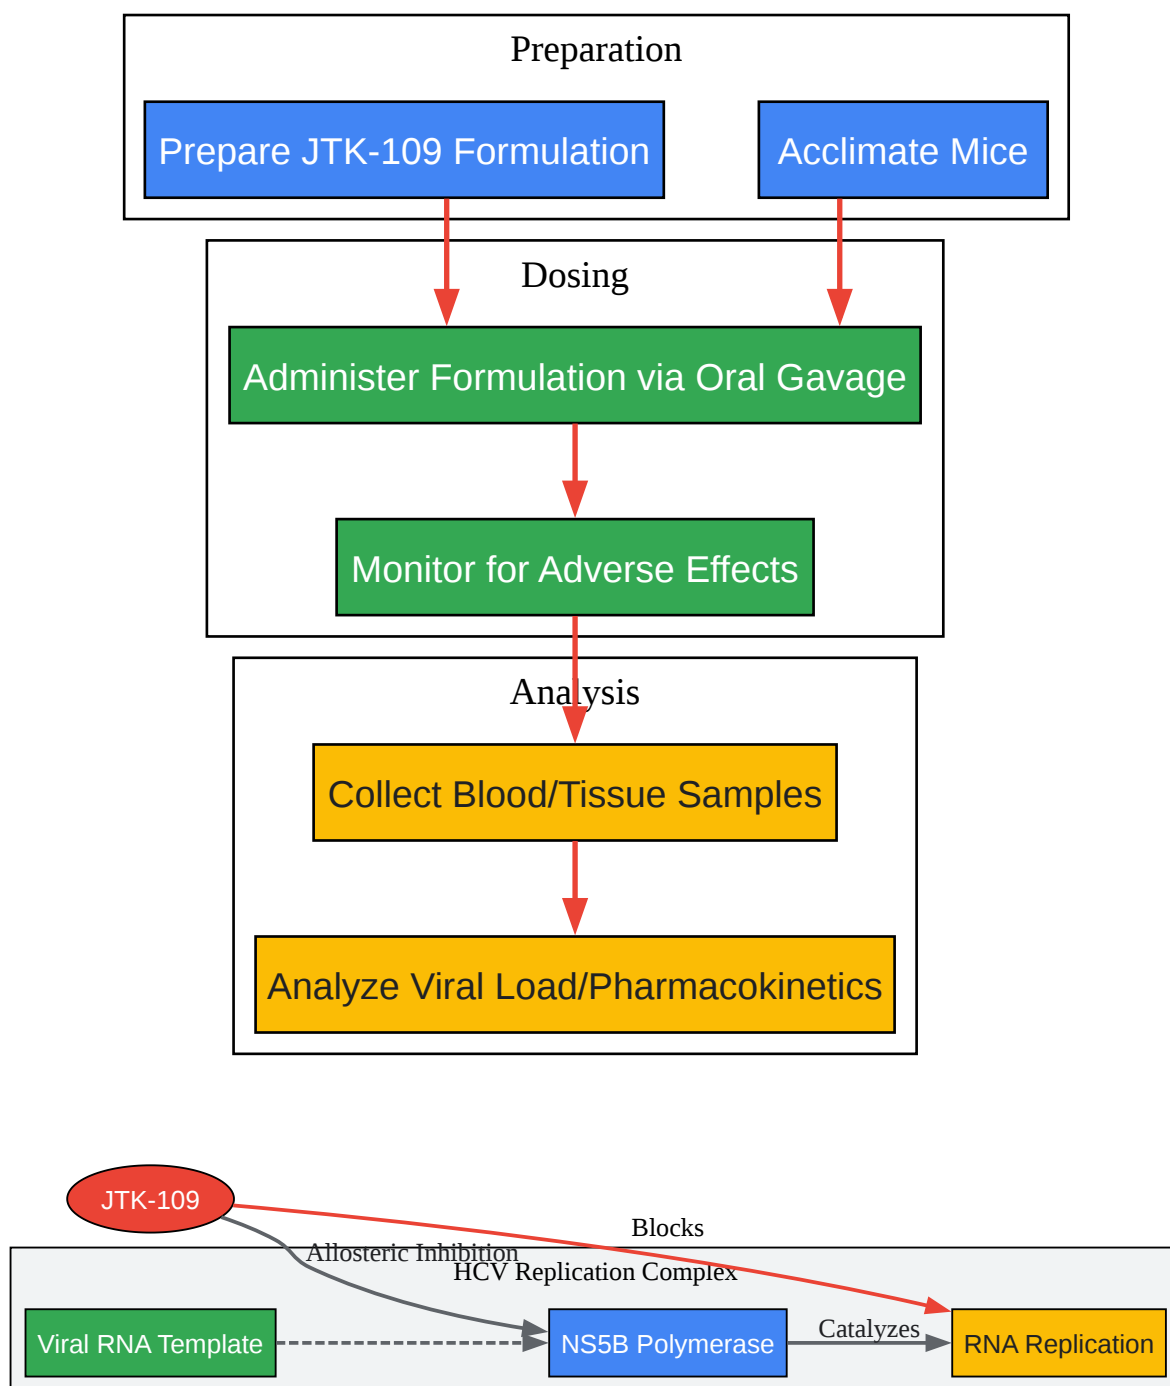 Preparation
Prepare JTK-109 Formulation
Acclimate Mice
Dosing
Administer Formulation via Oral Gavage
Monitor for Adverse Effects
Analysis
Collect Blood/Tissue Samples
Analyze Viral Load/Pharmacokinetics
JTK-109
Blocks
Allosteric Inhibition
HCV Replication Complex
Viral RNA Template
NS5B Polymerase
Catalyzes
RNA Replication